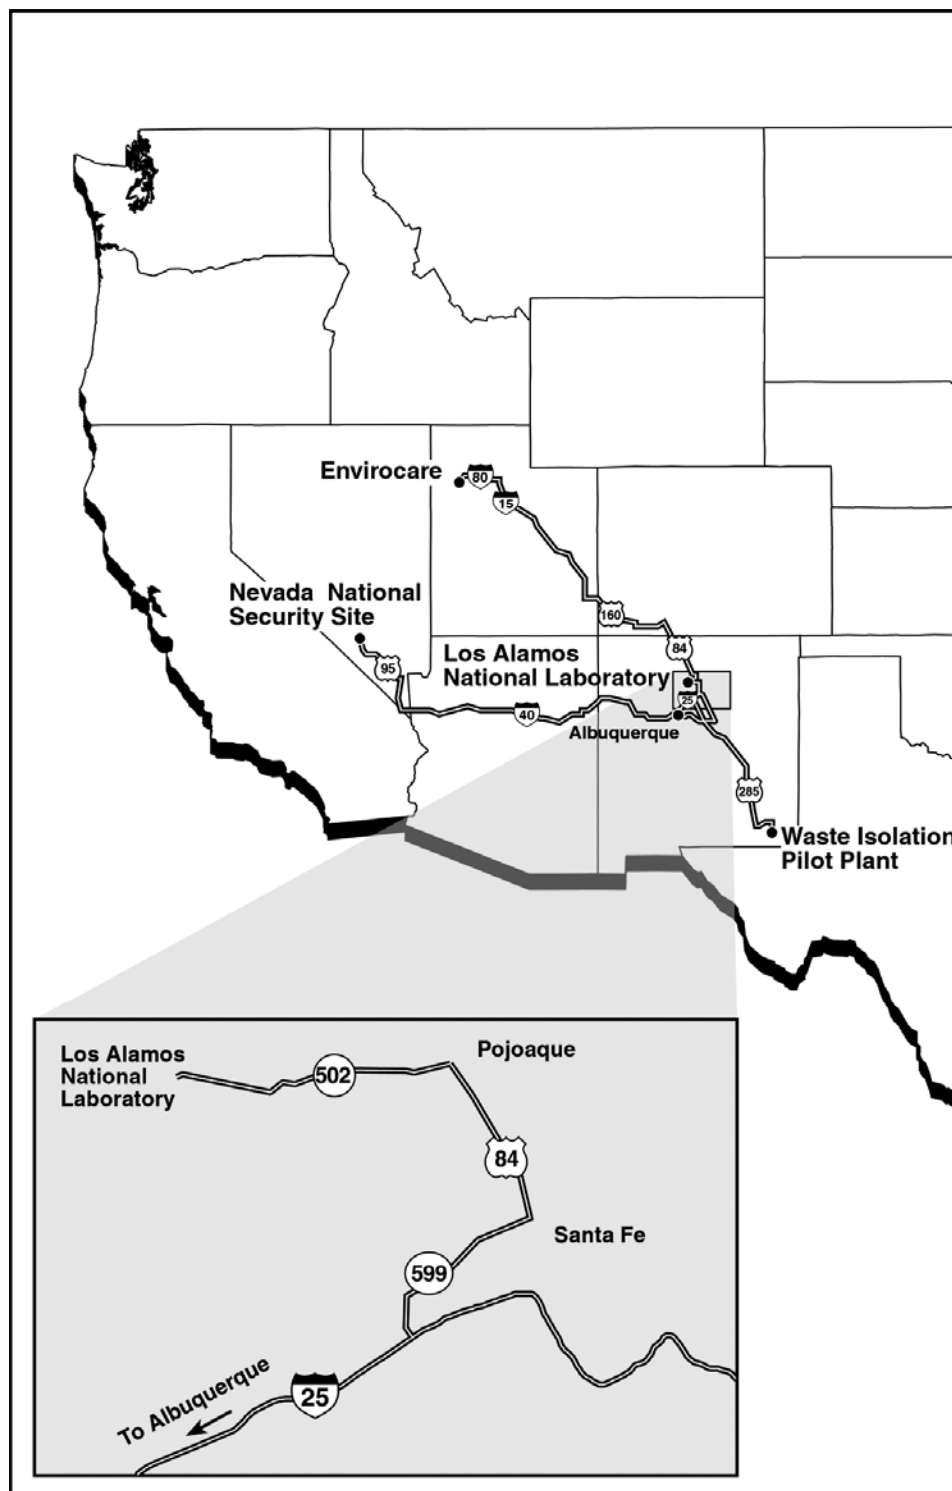 Envirocare
80
15
Nevada National
Security Site
160
95
Los Alamos
National Laboratory
84
25
40
Albuquerque
285
Waste Isolation
Pilot Plant
Los Alamos
National
Laboratory
502
Pojoaque
84
Santa Fe
599
25
To Albuquerque